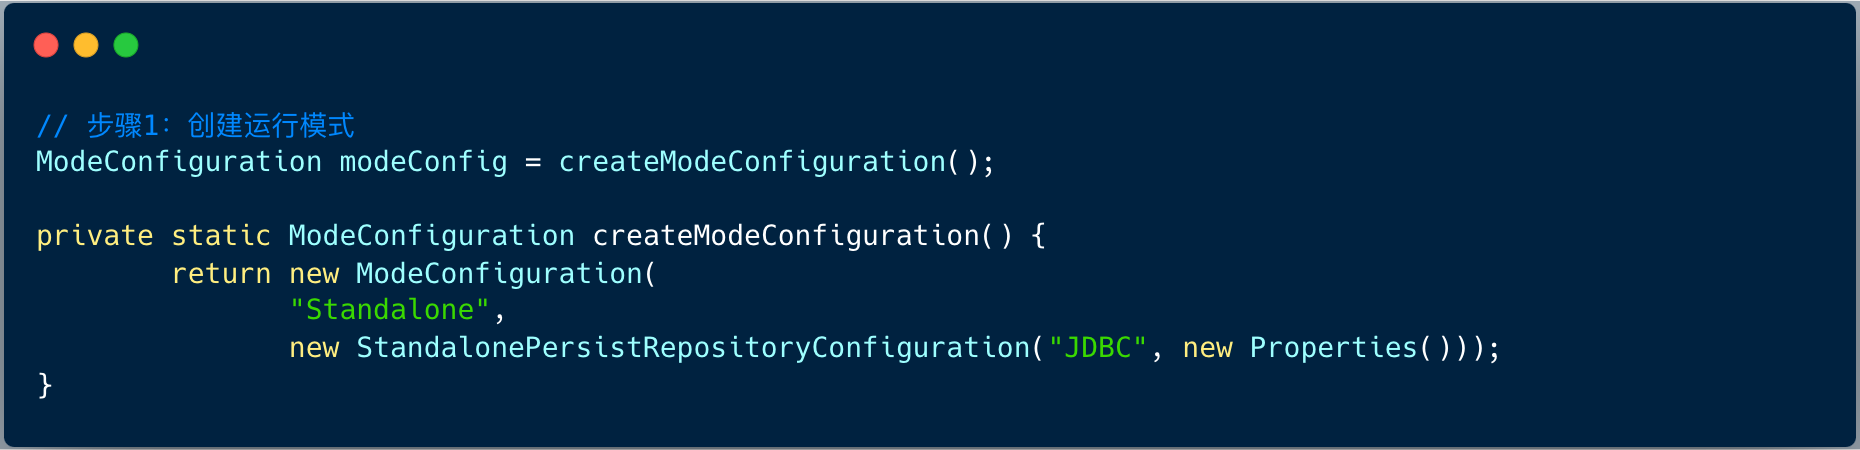 // 步骤1：创建运行模式
ModeConfiguration modeConfig = createModeConfiguration();
private static ModeConfiguration createModeConfiguration() {
return new ModeConfiguration(
"Standalone",
new StandalonePersistRepositoryConfiguration("JDBC", new Properties()));
}